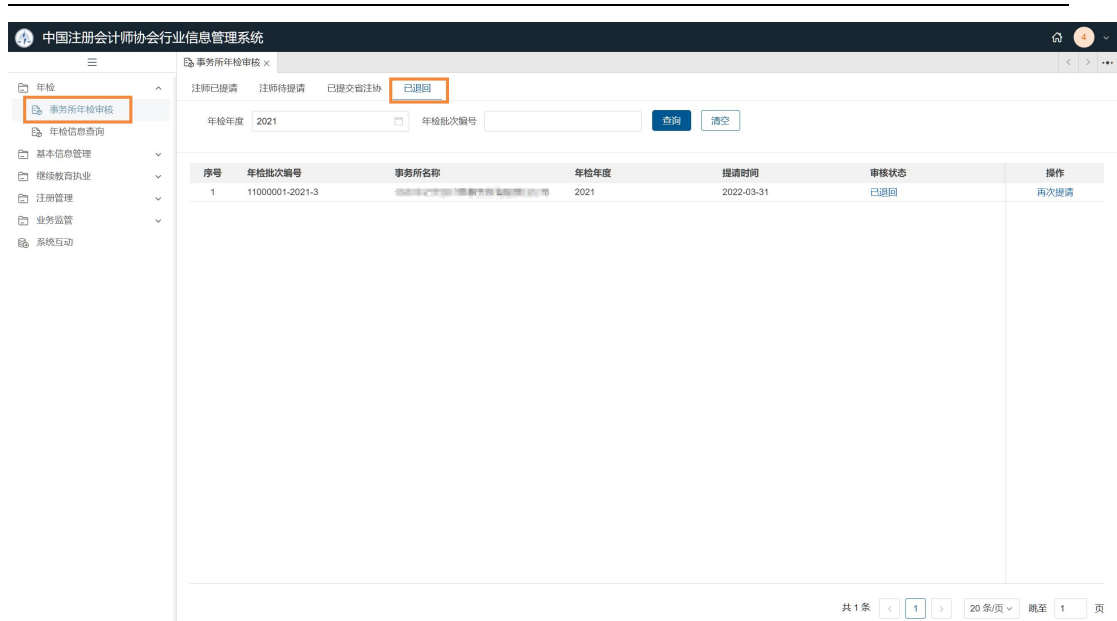 中国注册会计师协会行业信息管理系统
4
事务所年检审核 ×
年检
事务所年检审核
年检信息查询
基本信息管理
继续教育执业
注册管理
业务监管
系统互动
注师已提请 注师待提请 已提交省注协 已退回
年检年度 2021 年检批次编号 查询 清空
序号 年检批次编号 事务所名称 年检年度 提请时间 审核状态 操作
1 11000001-2021-3 2021 2022-03-31 已退回 再次提请
共 1 条 < 1 > 20 条/页 跳至 1 页